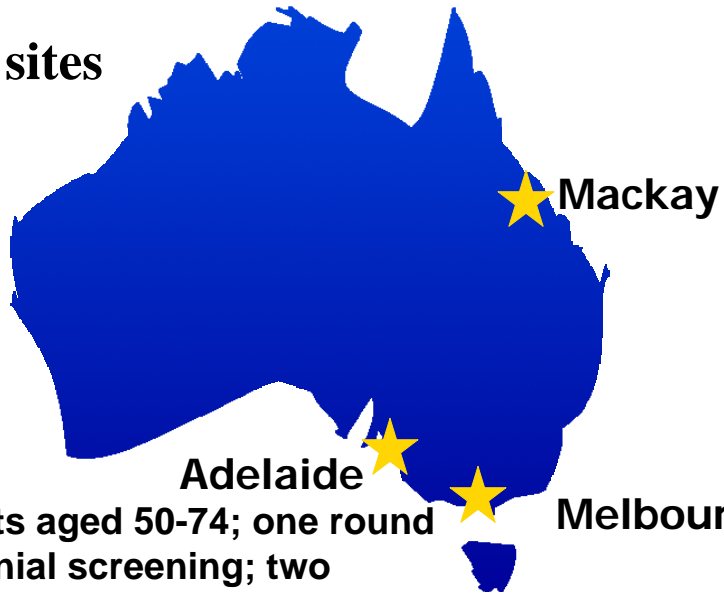 sites
Mackay
Adelaide
ts aged 50-74; one round
Melbour
nial screening; two